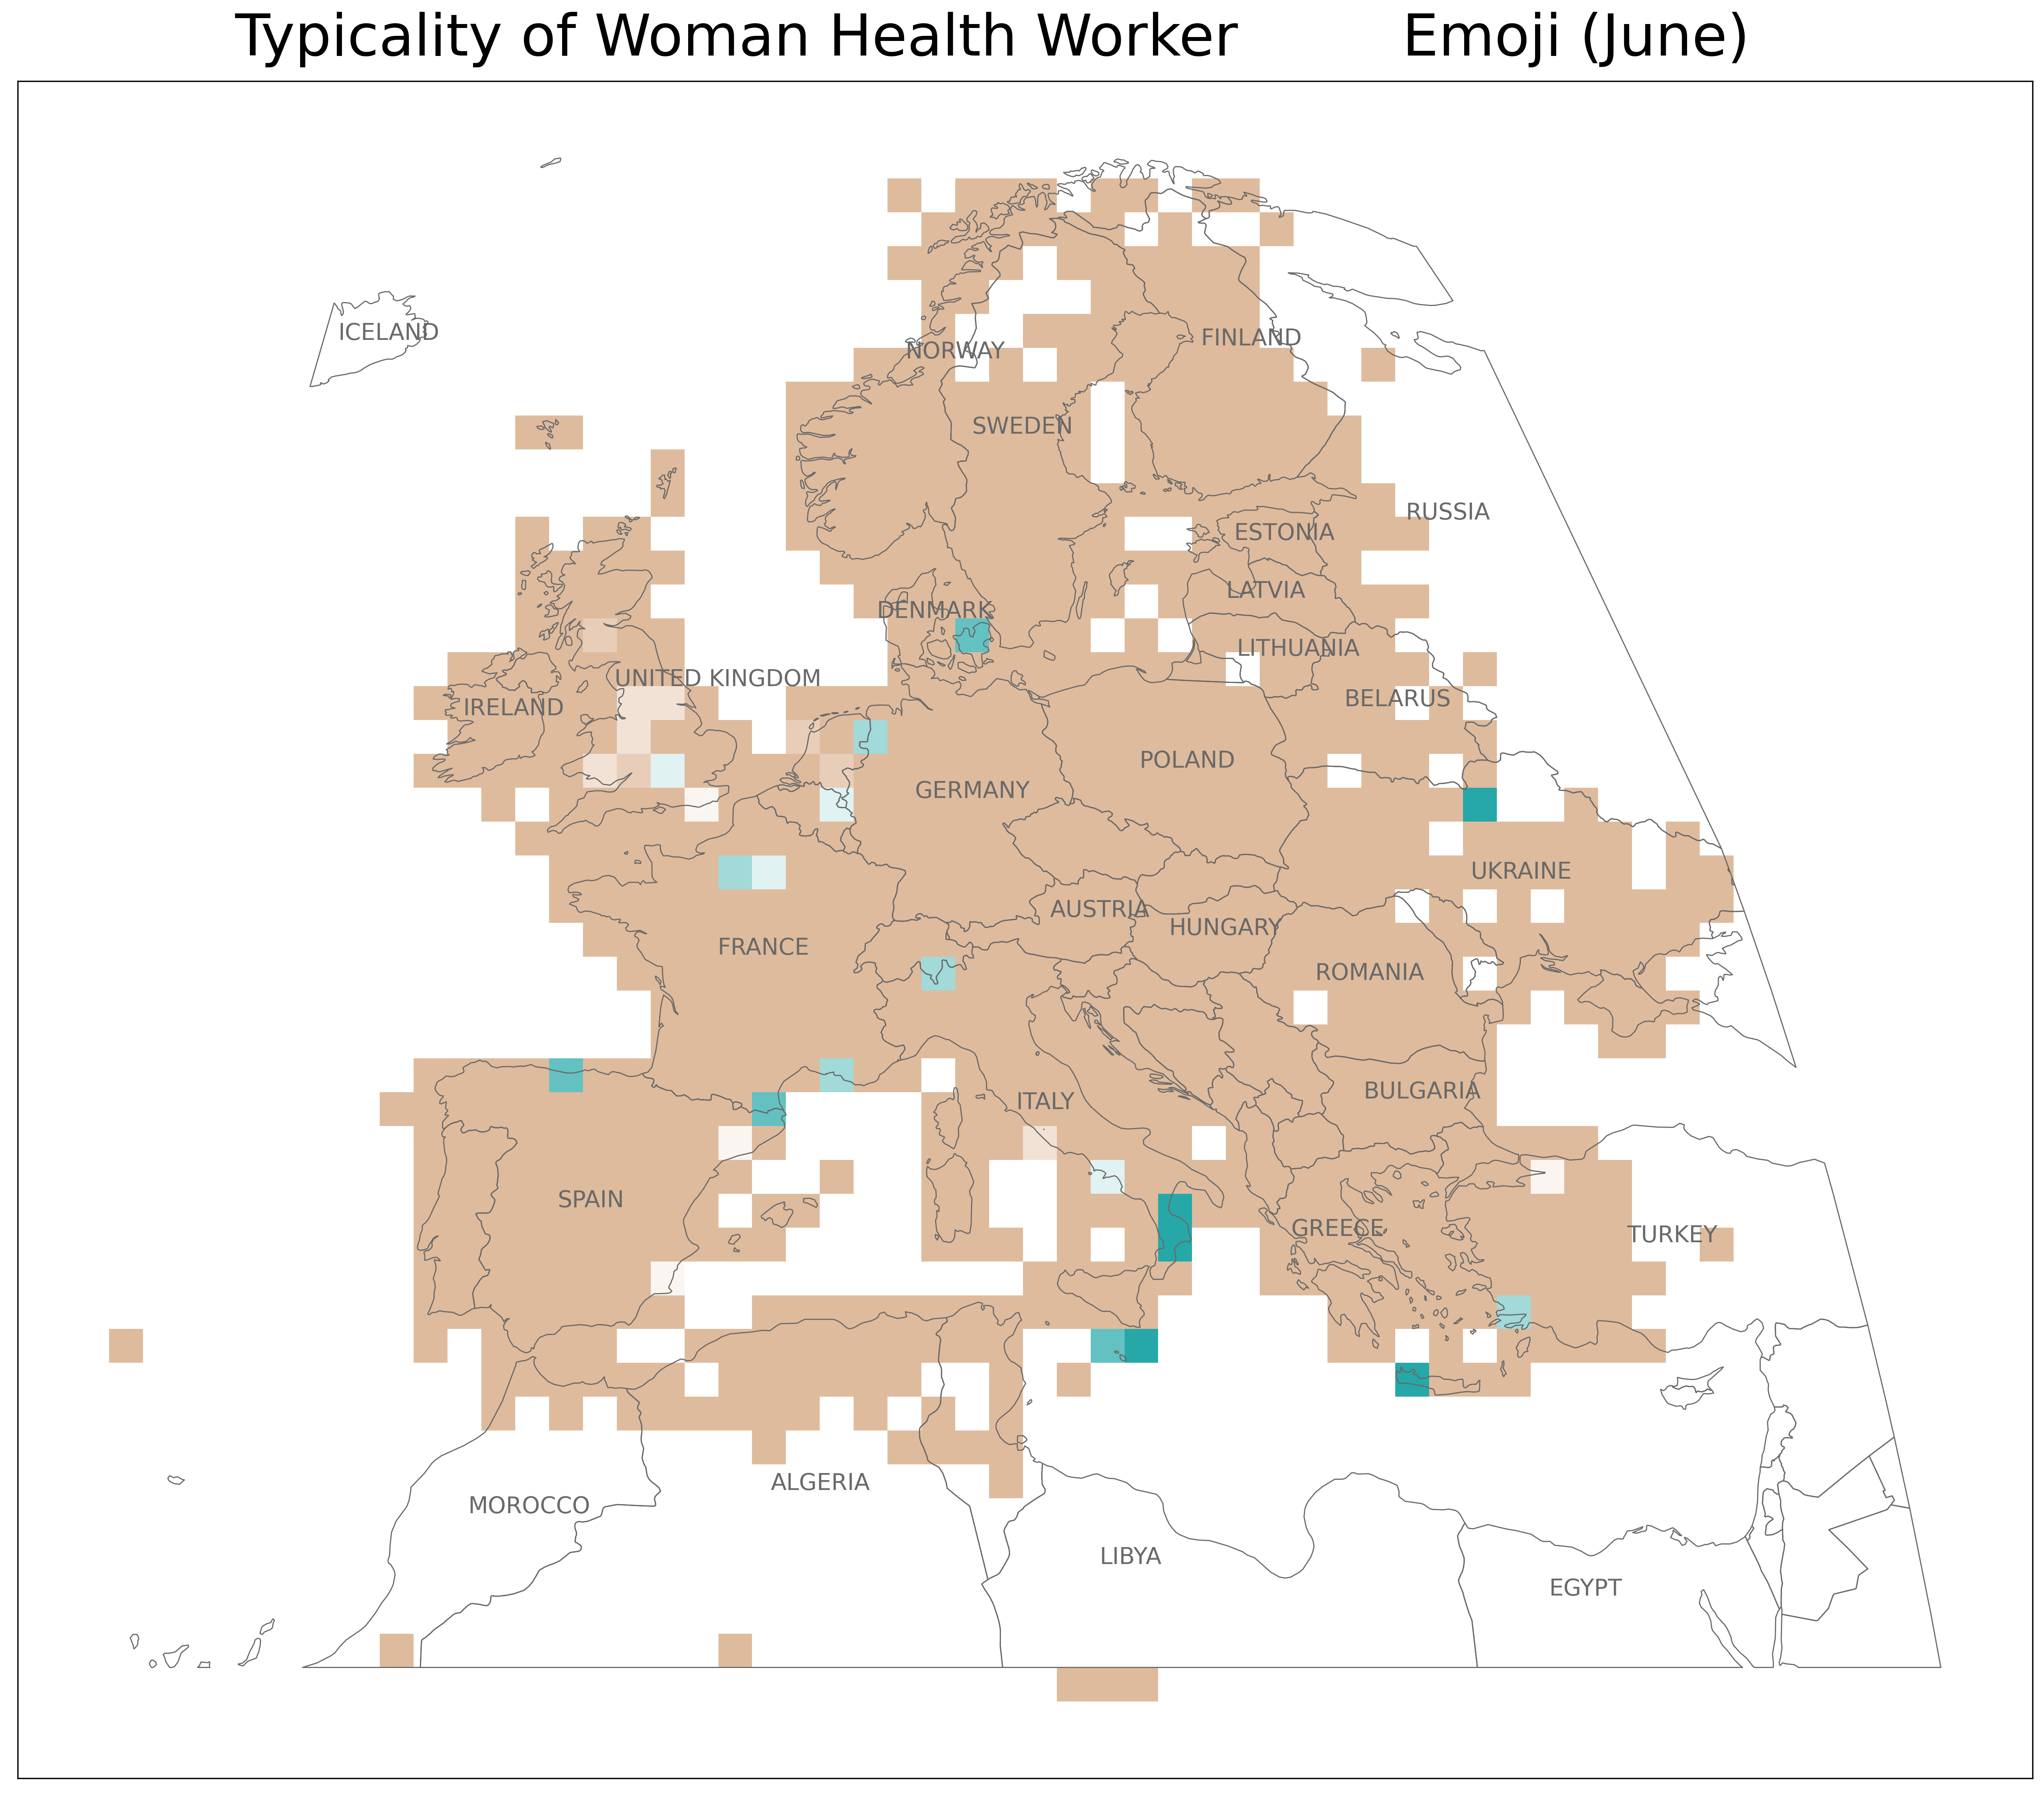 Typicality of Woman Health Worker Emoji (June)
ICELAND
NORWAY
FINLAND
SWEDEN
RUSSIA
ESTONIA
LATVIA
DENMARK
LITHUANIA
UNITED KINGDOM
BELARUS
IRELAND
POLAND
GERMANY
UKRAINE
AUSTRIA
HUNGARY
FRANCE
ROMANIA
BULGARIA
ITALY
SPAIN
GREECE
TURKEY
ALGERIA
MOROCCO
LIBYA
EGYPT